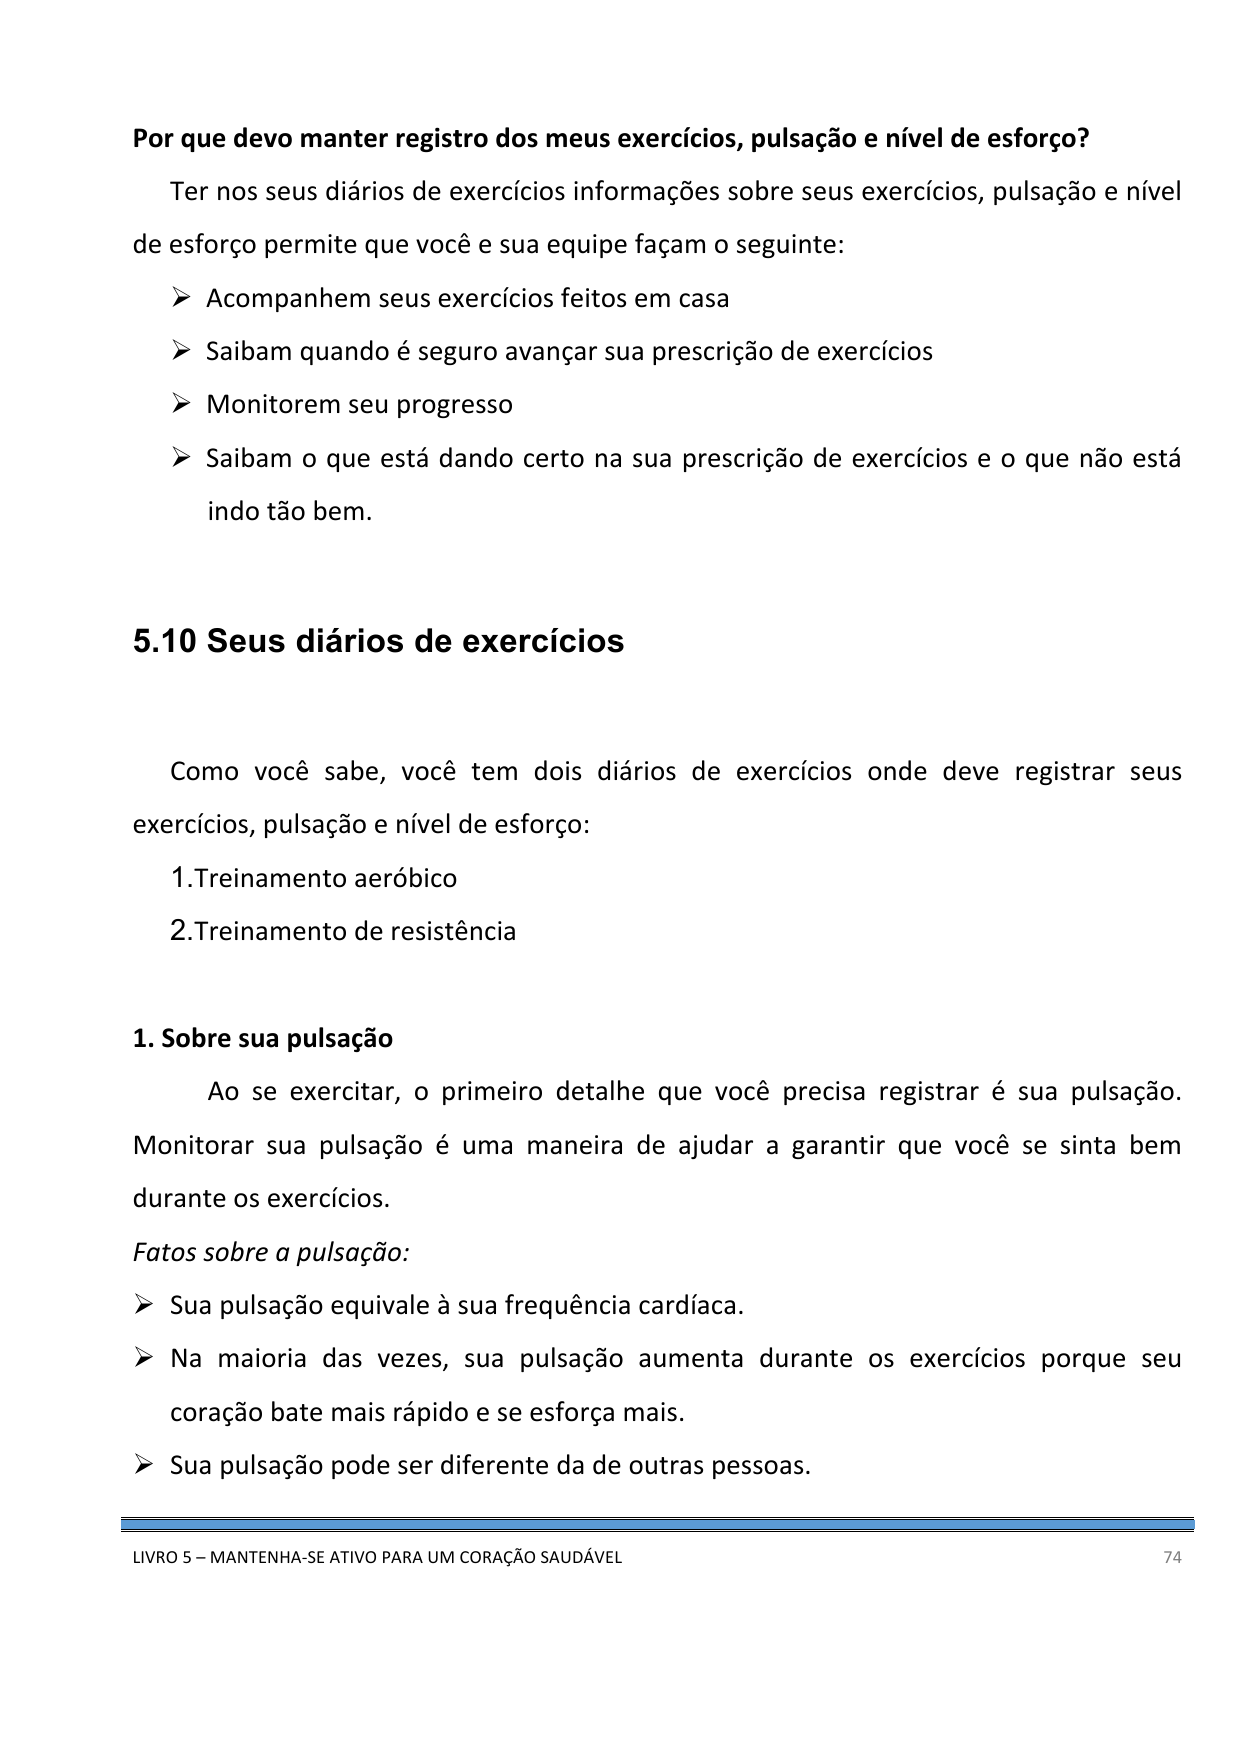 Por que devo manter registro dos meus exercícios, pulsação e nível de esforço?
Ter nos seus diários de exercícios informações sobre seus exercícios, pulsação e nível
de esforço permite que você e sua equipe façam o seguinte:
➢ Acompanhem seus exercícios feitos em casa
➢ Saibam quando é seguro avançar sua prescrição de exercícios
➢ Monitorem seu progresso
➢ Saibam o que está dando certo na sua prescrição de exercícios e o que não está
indo tão bem.
5.10 Seus diários de exercícios
Como você sabe, você tem dois diários de exercícios onde deve registrar seus
exercícios, pulsação e nível de esforço:
1.Treinamento aeróbico
2.Treinamento de resistência
1. Sobre sua pulsação
Ao se exercitar, o primeiro detalhe que você precisa registrar é sua pulsação.
Monitorar sua pulsação é uma maneira de ajudar a garantir que você se sinta bem
durante os exercícios.
Fatos sobre a pulsação:
➢ Sua pulsação equivale à sua frequência cardíaca.
➢ Na maioria das vezes, sua pulsação aumenta durante os exercícios porque seu
coração bate mais rápido e se esforça mais.
➢ Sua pulsação pode ser diferente da de outras pessoas.
LIVRO 5 – MANTENHA-SE ATIVO PARA UM CORAÇÃO SAUDÁVEL 74